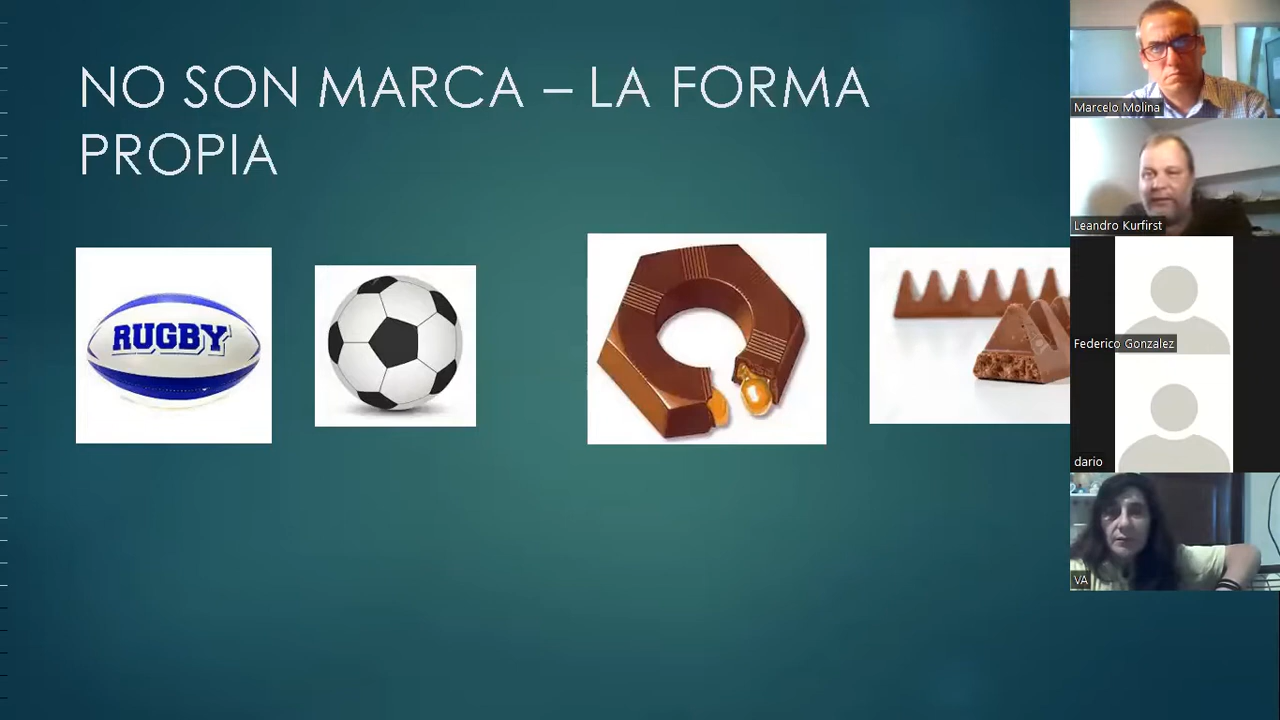 NO SON MARCA – LA FORMA
PROPIA
RUGBY
Marcelo Molina
Leandro Kurfirst
Federico Gonzalez
dario
VA